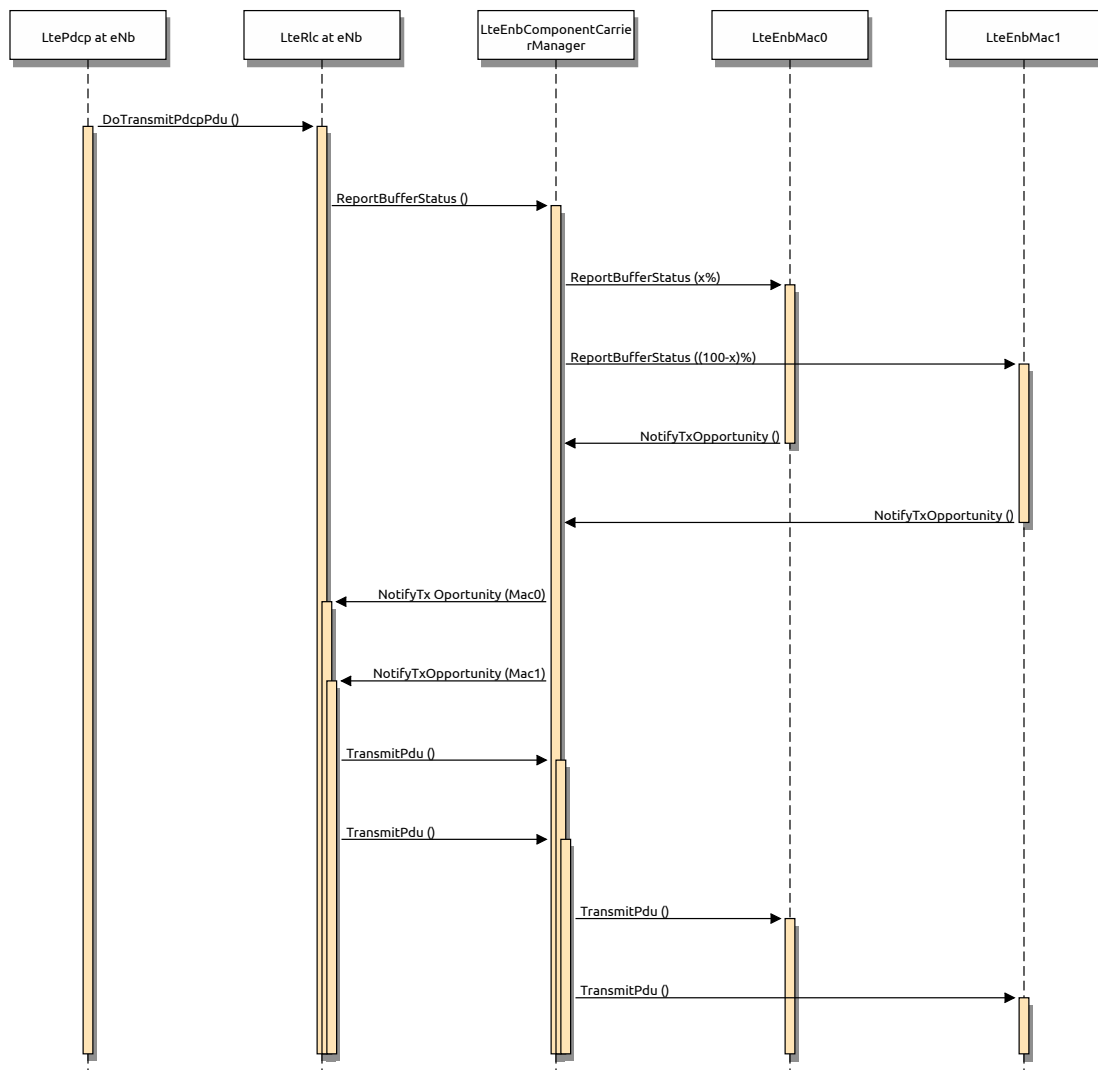 LtePdcp at eNb
LteRlc at eNb
LteEnbComponentCarrie
rManager
LteEnbMac0
LteEnbMac1
DoTransmitPdcpPdu ()
ReportBufferStatus ()
ReportBufferStatus (x%)
ReportBufferStatus ((100-x)%)
NotifyTxOpportunity ()
NotifyTxOpportunity ()
NotifyTx Oportunity (Mac0)
NotifyTxOpportunity (Mac1)
TransmitPdu ()
TransmitPdu ()
TransmitPdu ()
TransmitPdu ()